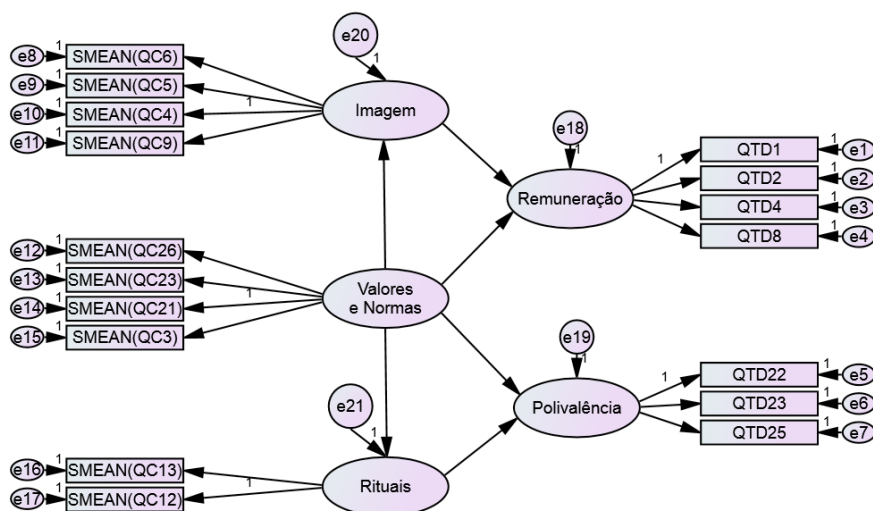 e20
1
e8
1
SMEAN(QC6)
e9
1
SMEAN(QC5)
e10
1
SMEAN(QC4)
1
e11
1
SMEAN(QC9)
Imagem
e18
1
Remuneração
1
QTD1
1
e1
QTD2
1
e2
QTD4
1
e3
QTD8
1
e4
e12
1
SMEAN(QC26)
e13
1
SMEAN(QC23)
e14
1
SMEAN(QC21)
1
e15
1
SMEAN(QC3)
Valores
e Normas
e19
1
Polivalência
1
QTD22
1
e5
QTD23
1
e6
QTD25
1
e7
e21
1
e16
1
SMEAN(QC13)
e17
1
SMEAN(QC12)
1
Rituais